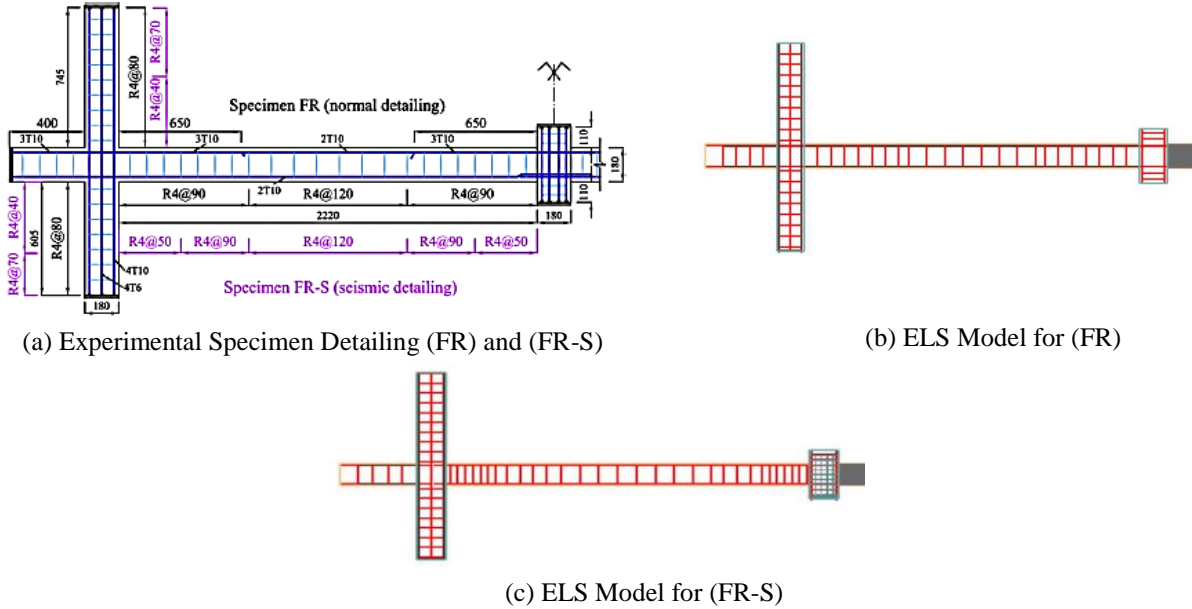 R4@70
R4@80
745
R4@40
Specimen FR (normal detailing)
400
650
650
3T10
3T10
2T10
3T10
110
180
2T10
110
R4@90
R4@120
R4@90
R4@40
605
R4@80
2220
180
R4@50
R4@90
R4@120
R4@90
R4@50
R4@70
4T10
4T6
Specimen FR-S (seismic detailing)
180
(a) Experimental Specimen Detailing (FR) and (FR-S)
(b) ELS Model for (FR)
(c) ELS Model for (FR-S)